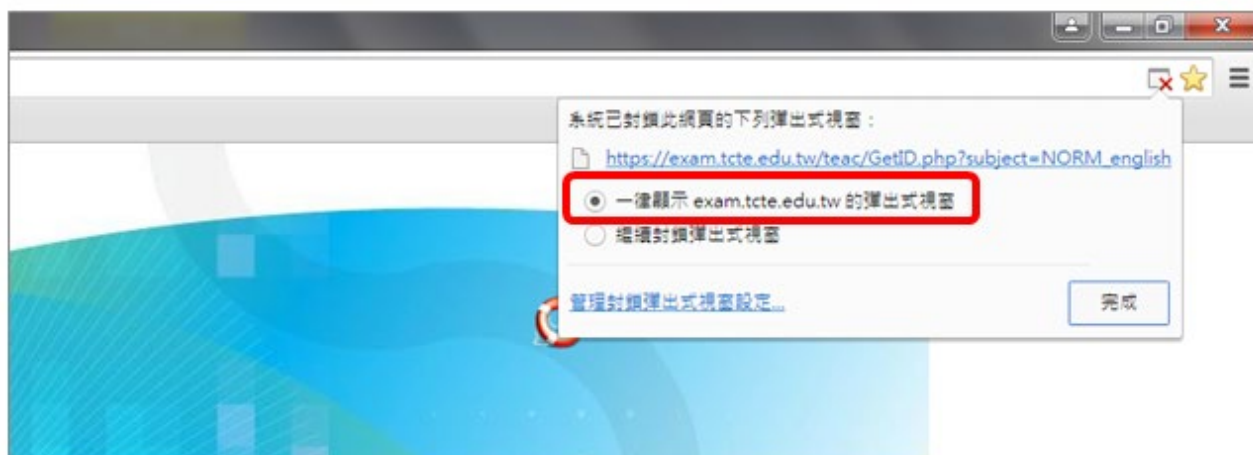 系統已封鎖此網頁的下列彈出式視窗：
https://exam.tcte.edu.tw/teac/GetID.php?subject=NORM_english
一律顯示 exam.tcte.edu.tw 的彈出式視窗
繼續封鎖彈出式視窗
管理封鎖彈出式視窗設定...
完成